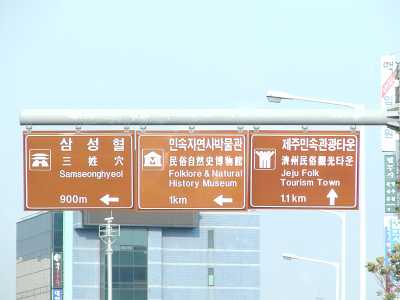 삼성혈
三姓穴
Samseonghyeol
900m
민속자연사박물관
民俗自然史博物館
Folklore & Natural
History Museum
1km
제주민속관광타운
濟州民俗觀光타운
Jeju Folk
Tourism Town
1.1km